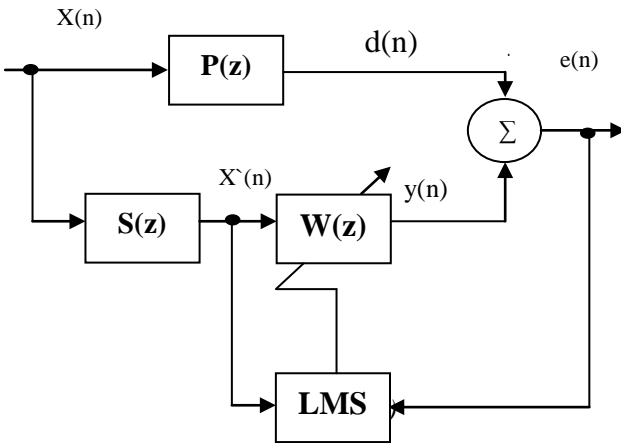 X(n)
P(z)
d(n)
e(n)
∑
S(z)
X`(n)
W(z)
y(n)
LMS
)